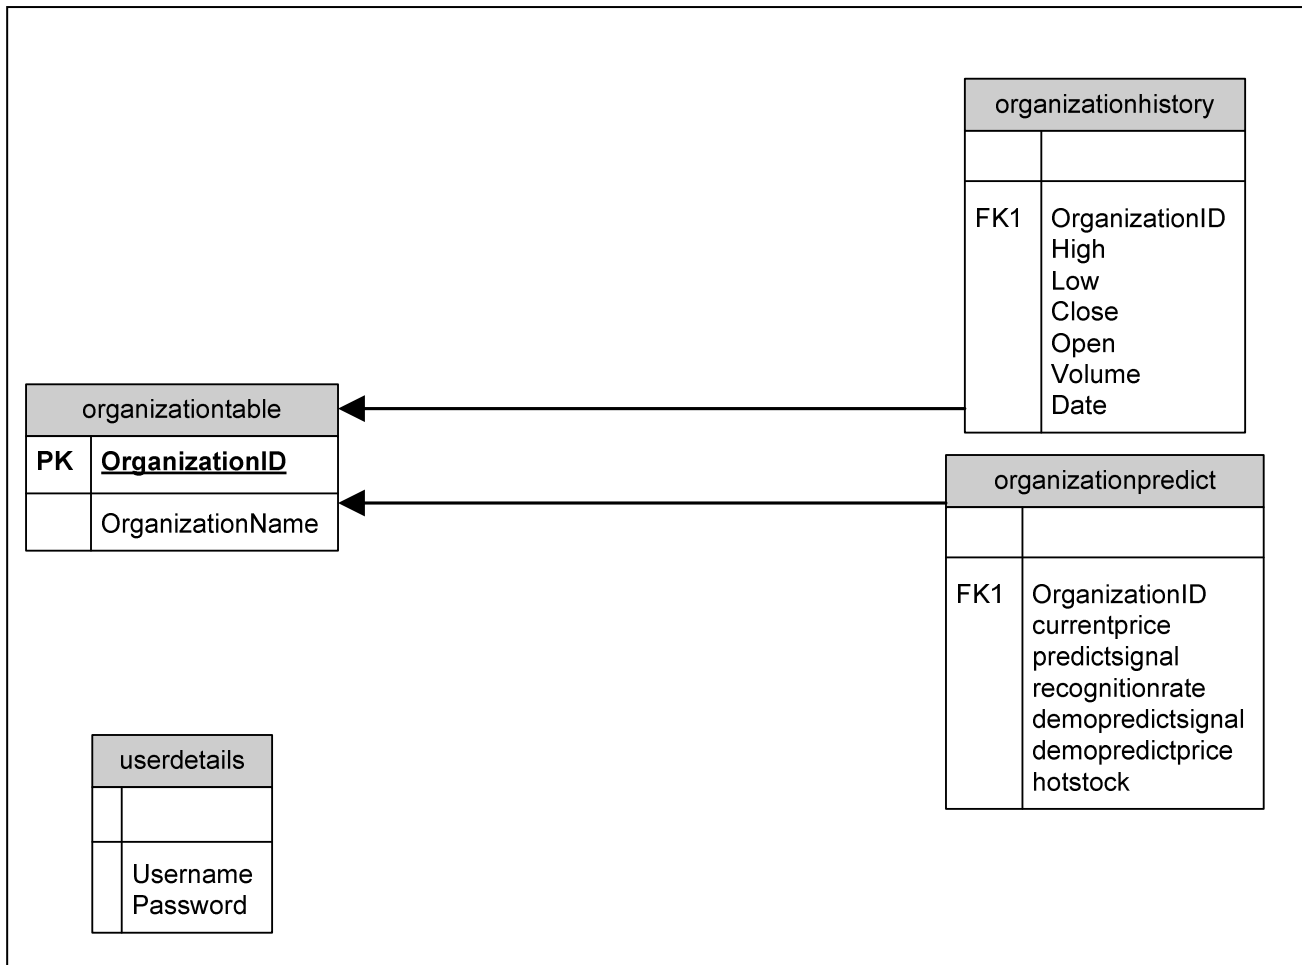 organizationhistory
FK1 OrganizationID
High
Low
Close
Open
Volume
Date
organizationtable
PK OrganizationID
OrganizationName
organizationpredict
FK1 OrganizationID
currentprice
predictsignal
recognitionrate
demopredictsignal
demopredictprice
hotstock
userdetails
Username
Password